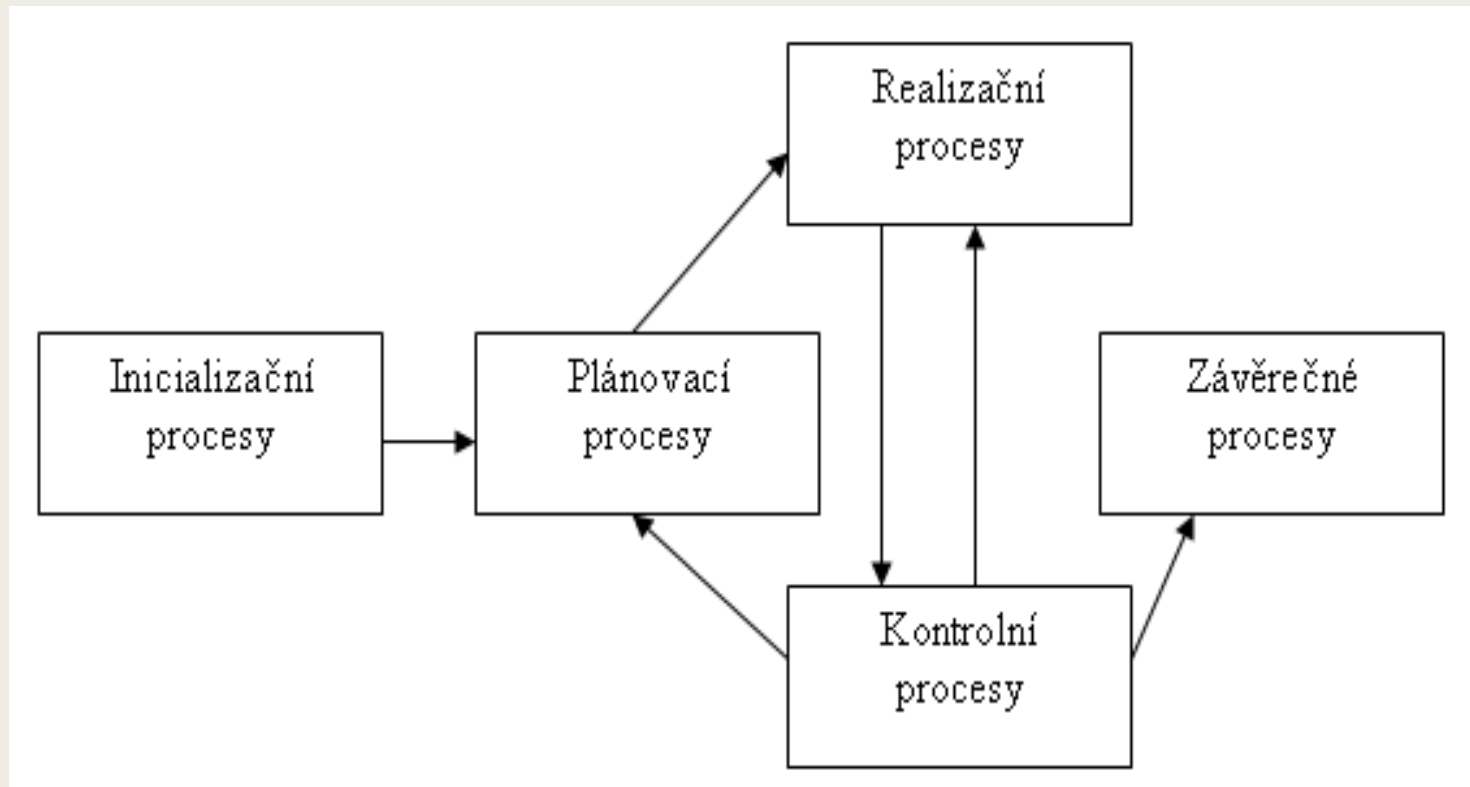 Realizační
procesy
Inicializační
procesy
Plánovací
procesy
Závěrečné
procesy
Kontrolní
procesy